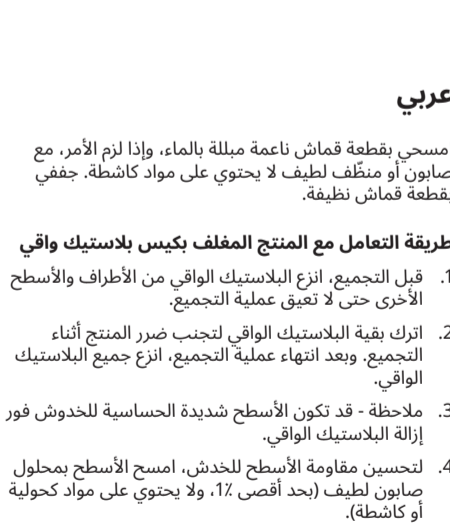 عربي
امسحي بقطعة قماش ناعمة مبللة بالماء، وإذا لزم الأمر، مع
صابون أو منظّف لطيف لا يحتوي على مواد كاشطة. جففي
بقطعة قماش نظيفة.
طريقة التعامل مع المنتج المغلف بكيس بلاستيك واقي
1. قبل التجميع، انزع البلاستيك الواقي من الأطراف والأسطح
الأخرى حتى لا تعيق عملية التجميع.
2. اترك بقية البلاستيك الواقي لتجنب ضرر المنتج أثناء
التجميع. وبعد انتهاء عملية التجميع، انزع جميع البلاستيك
الواقي.
3. ملاحظة - قد تكون الأسطح شديدة الحساسية للخدوش فور
إزالة البلاستيك الواقي.
4. لتحسين مقاومة الأسطح للخدش، امسح الأسطح بمحلول
صابون لطيف (بحد أقصى 1٪، ولا يحتوي على مواد كحولية
أو كاشطة).